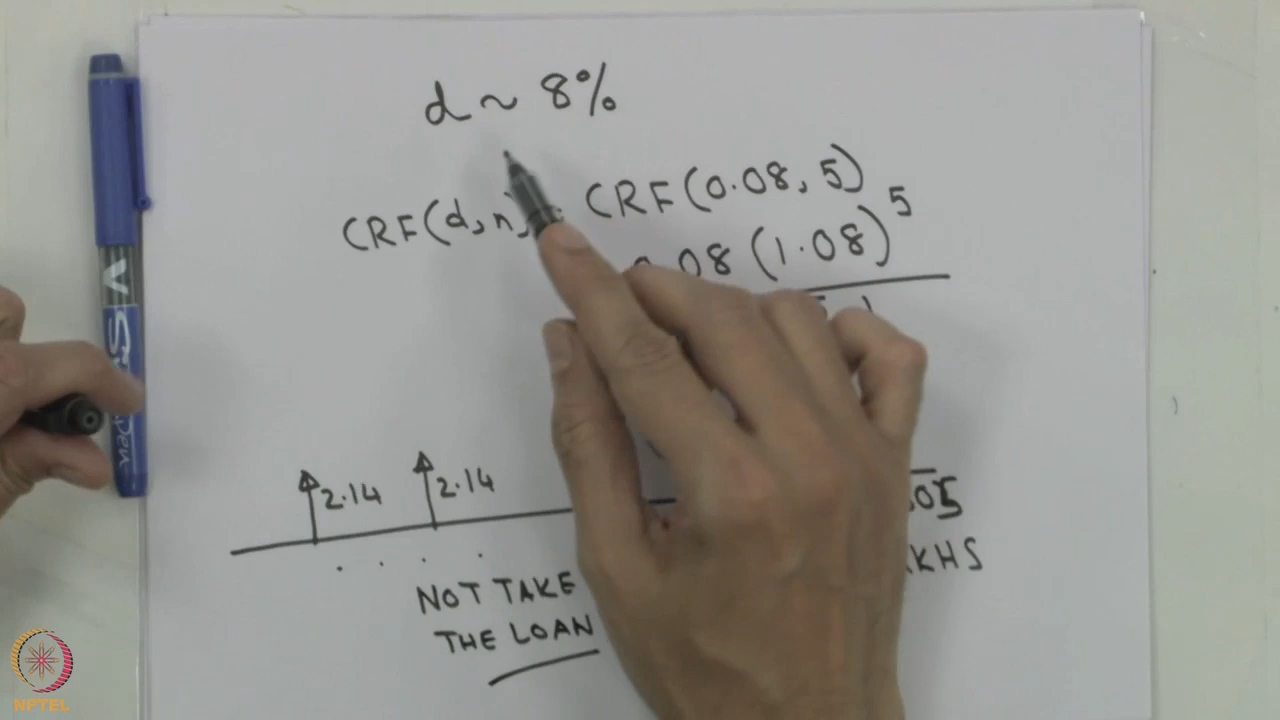 d ~ 8%
CRF(d,n) CRF(0.08, 5)
0.08 (1.08)^5
2.14 2.14
NOT TAKE
THE LOAN
NPTEL